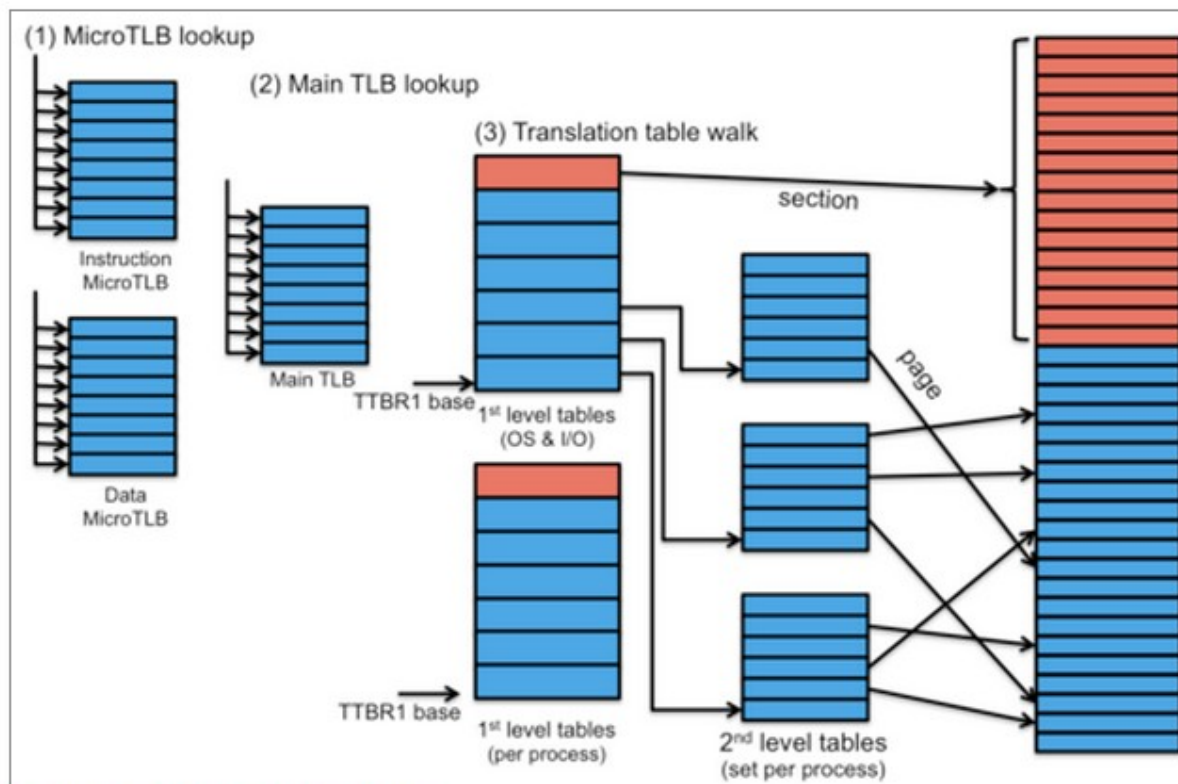 (1) MicroTLB lookup
(2) Main TLB lookup
(3) Translation table walk
section
Instruction
MicroTLB
page
Main TLB
TTBR1 base
1st level tables
(OS & I/O)
Data
MicroTLB
TTBR1 base
1st level tables
(per process)
2nd level tables
(set per process)